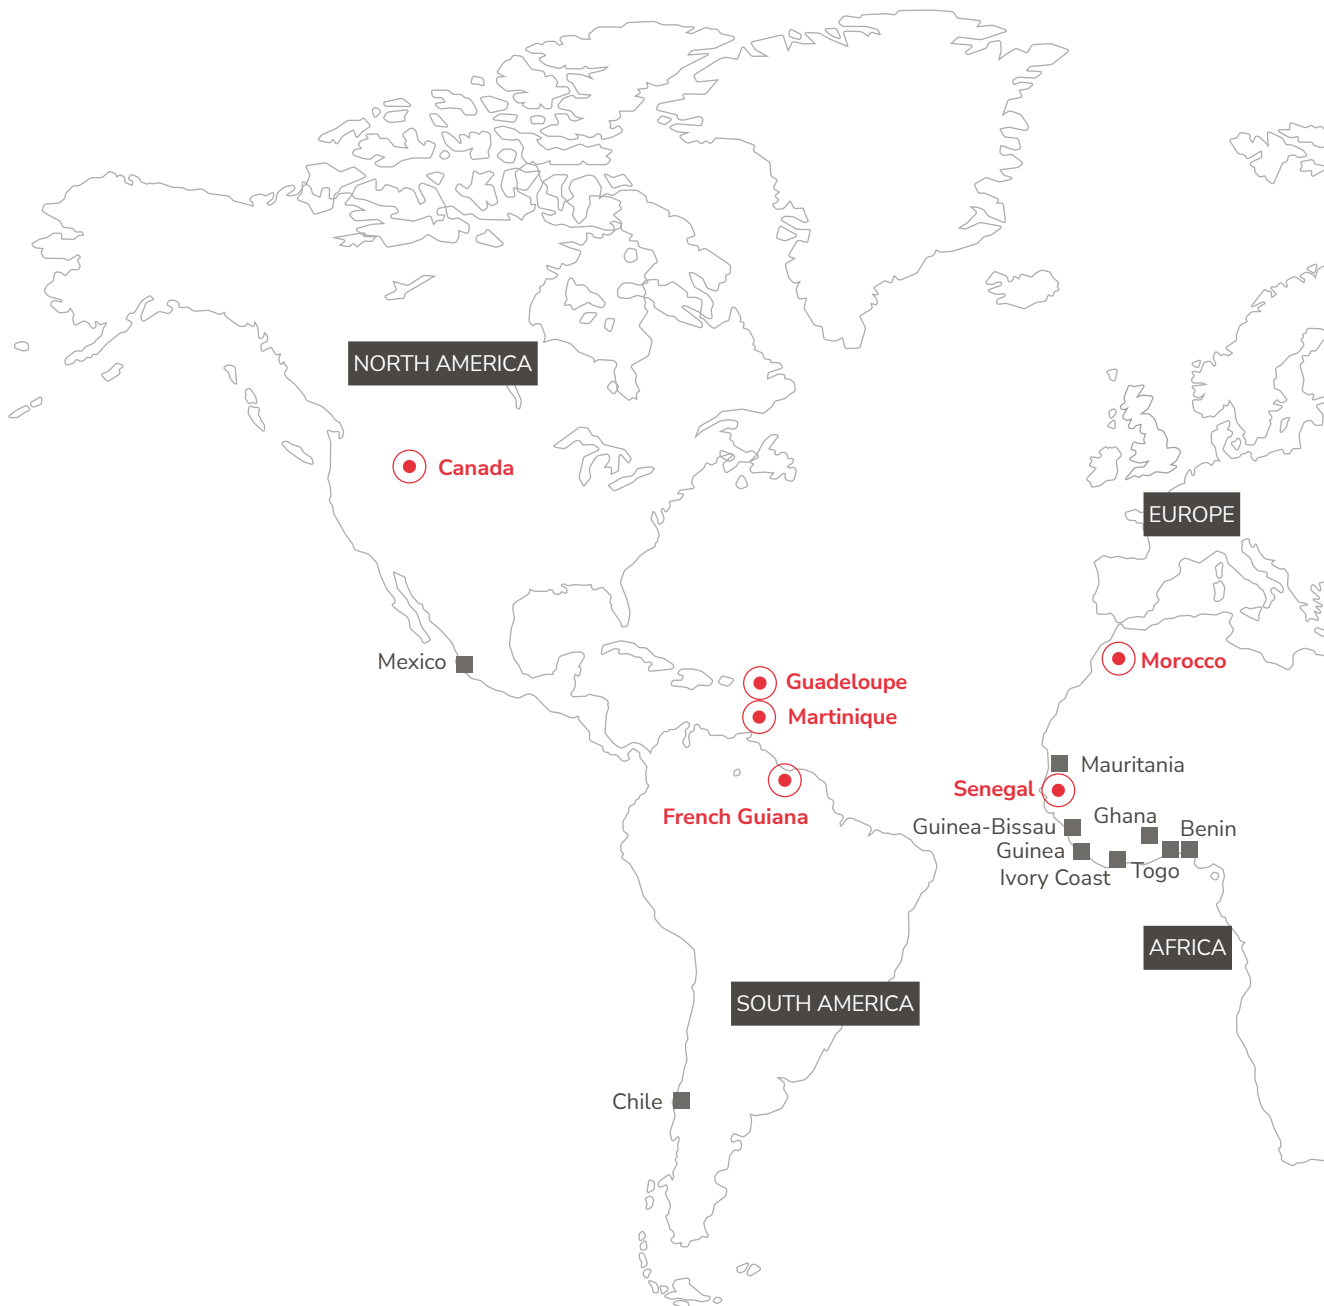 NORTH AMERICA
Canada
EUROPE
Mexico
Morocco
Guadeloupe
Martinique
Mauritania
Senegal
French Guiana
Ghana
Guinea-Bissau
Benin
Guinea
Togo
Ivory Coast
AFRICA
SOUTH AMERICA
Chile